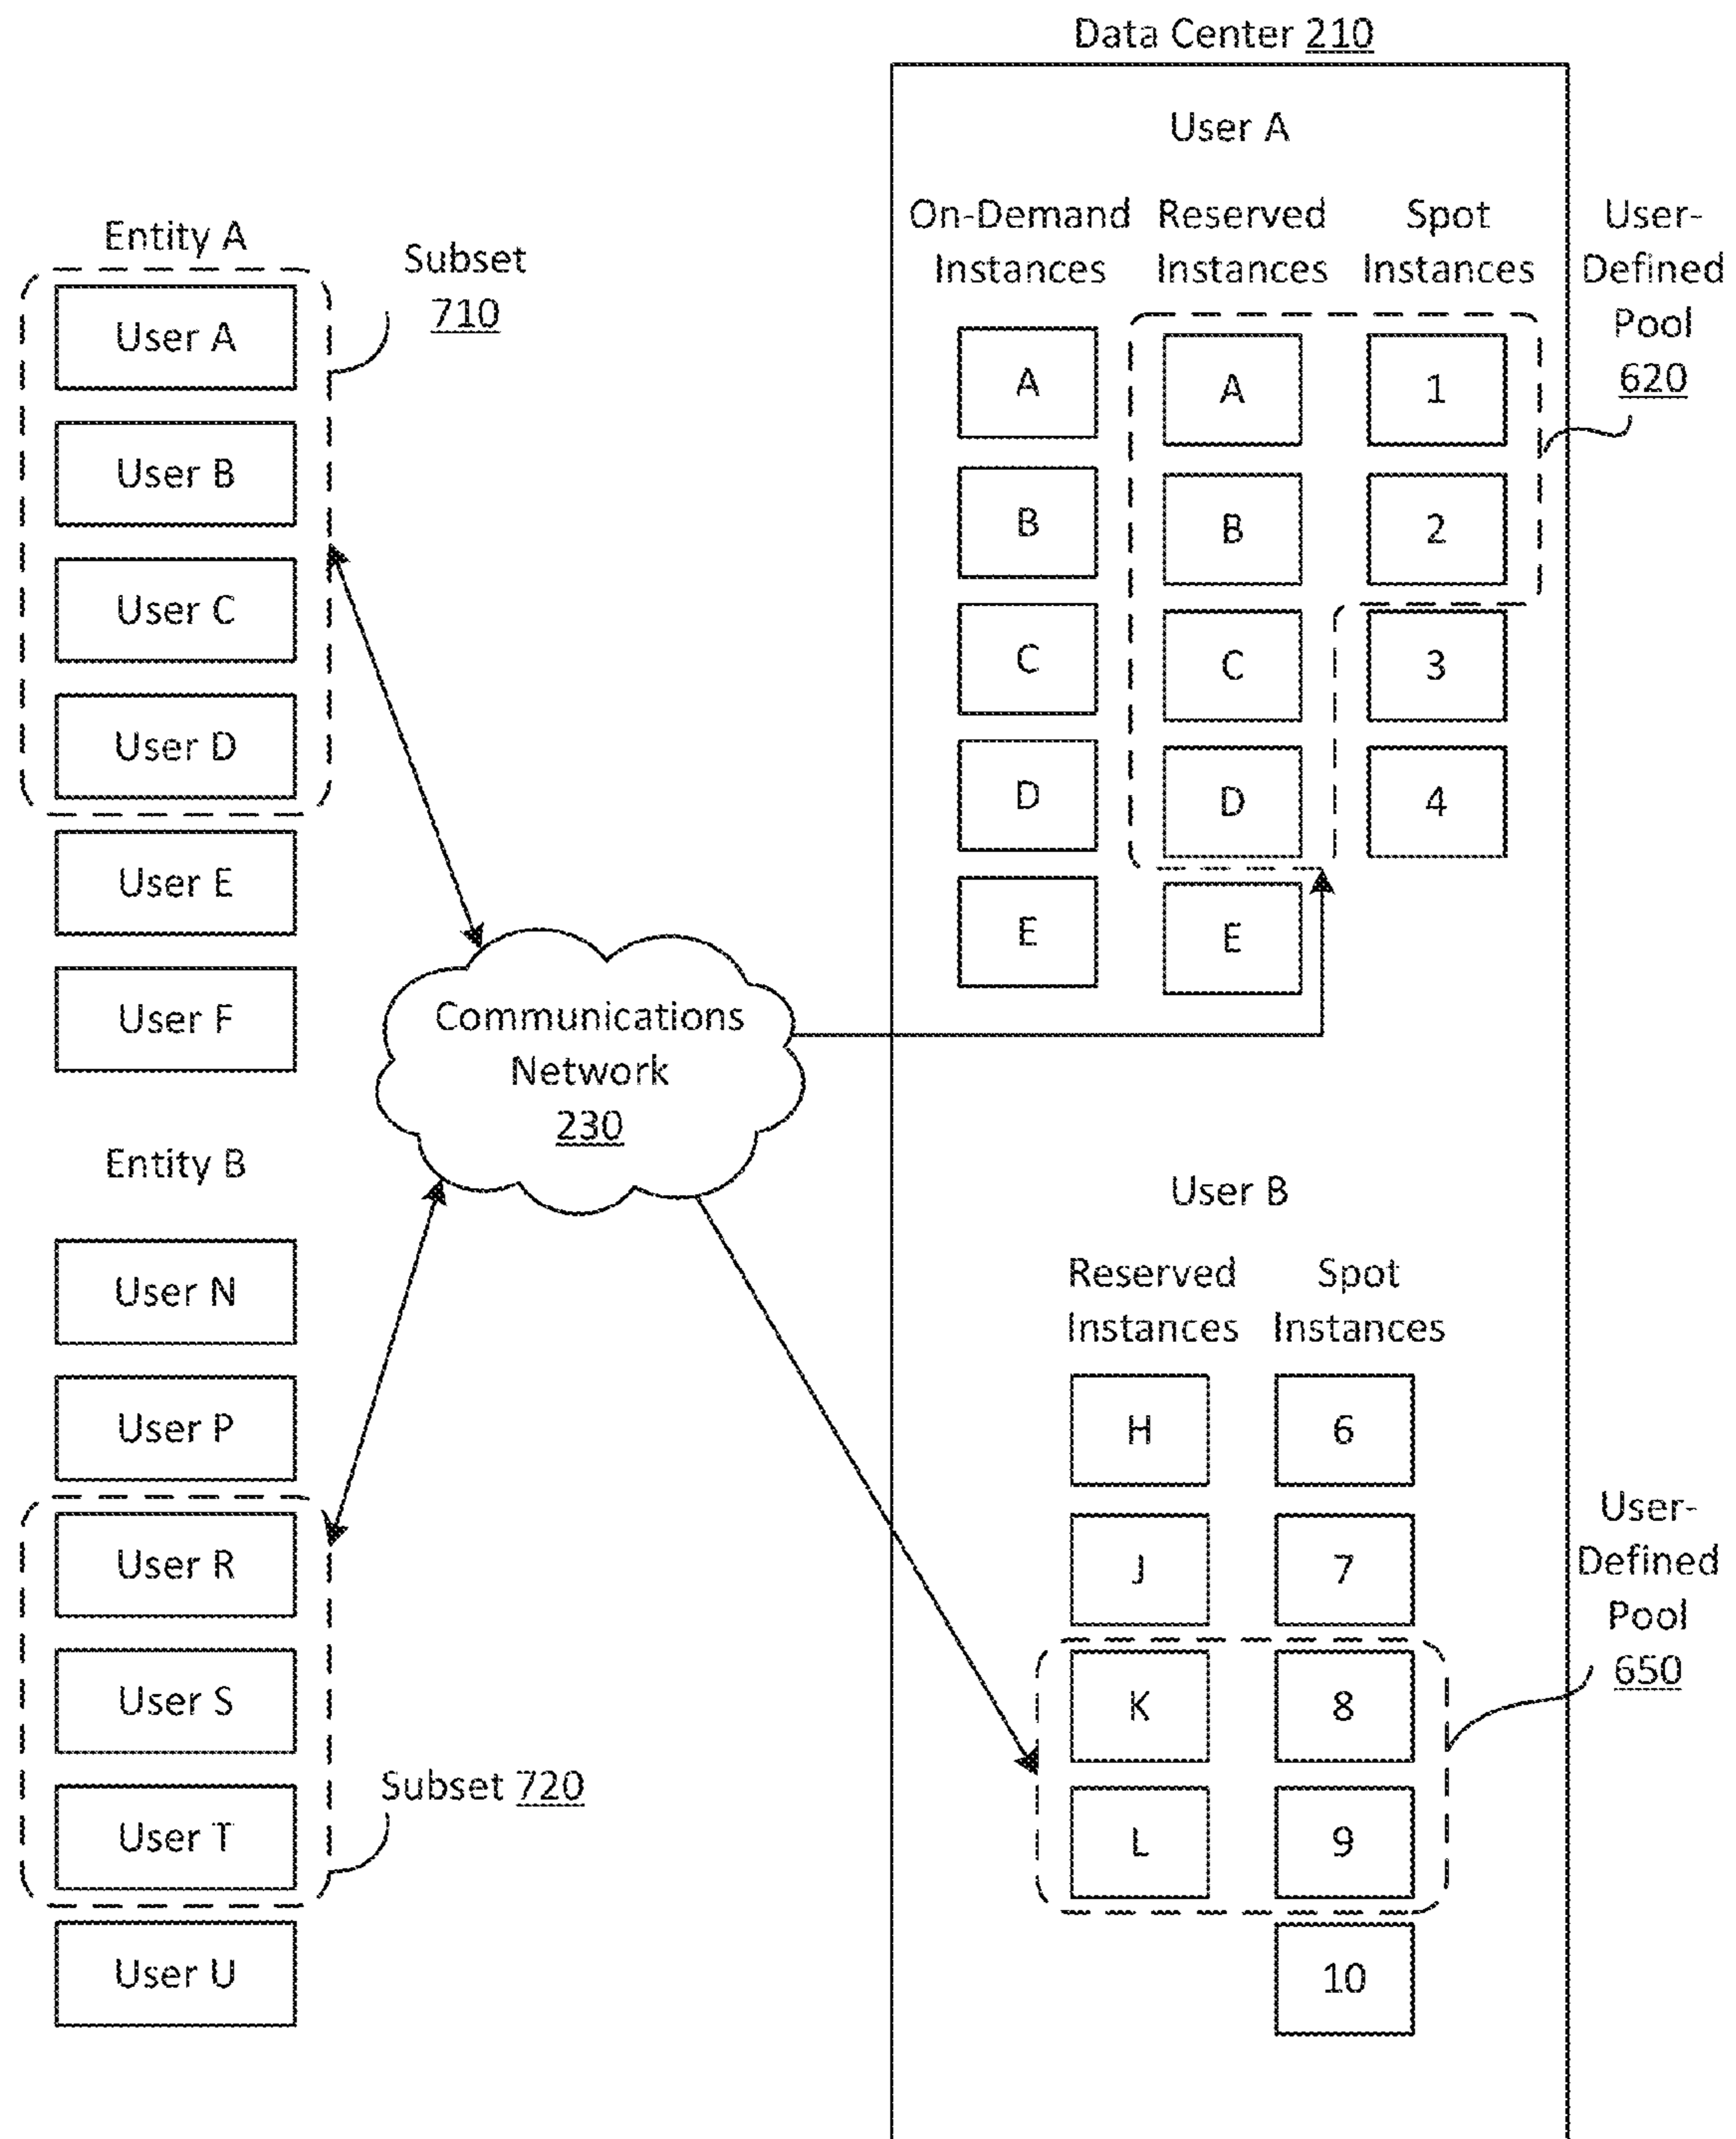 Data Center 210
User A
On-Demand Instances
Reserved Instances
Spot Instances
User-
Defined
Pool
620
A
A
1
B
B
2
C
C
3
D
D
4
E
E
Entity A
Subset
710
User A
User B
User C
User D
User E
User F
Communications
Network
230
Entity B
User N
User P
User R
User S
User T
User U
Subset 720
User B
Reserved Instances
Spot Instances
H
6
J
7
K
8
L
9
10
User-
Defined
Pool
650